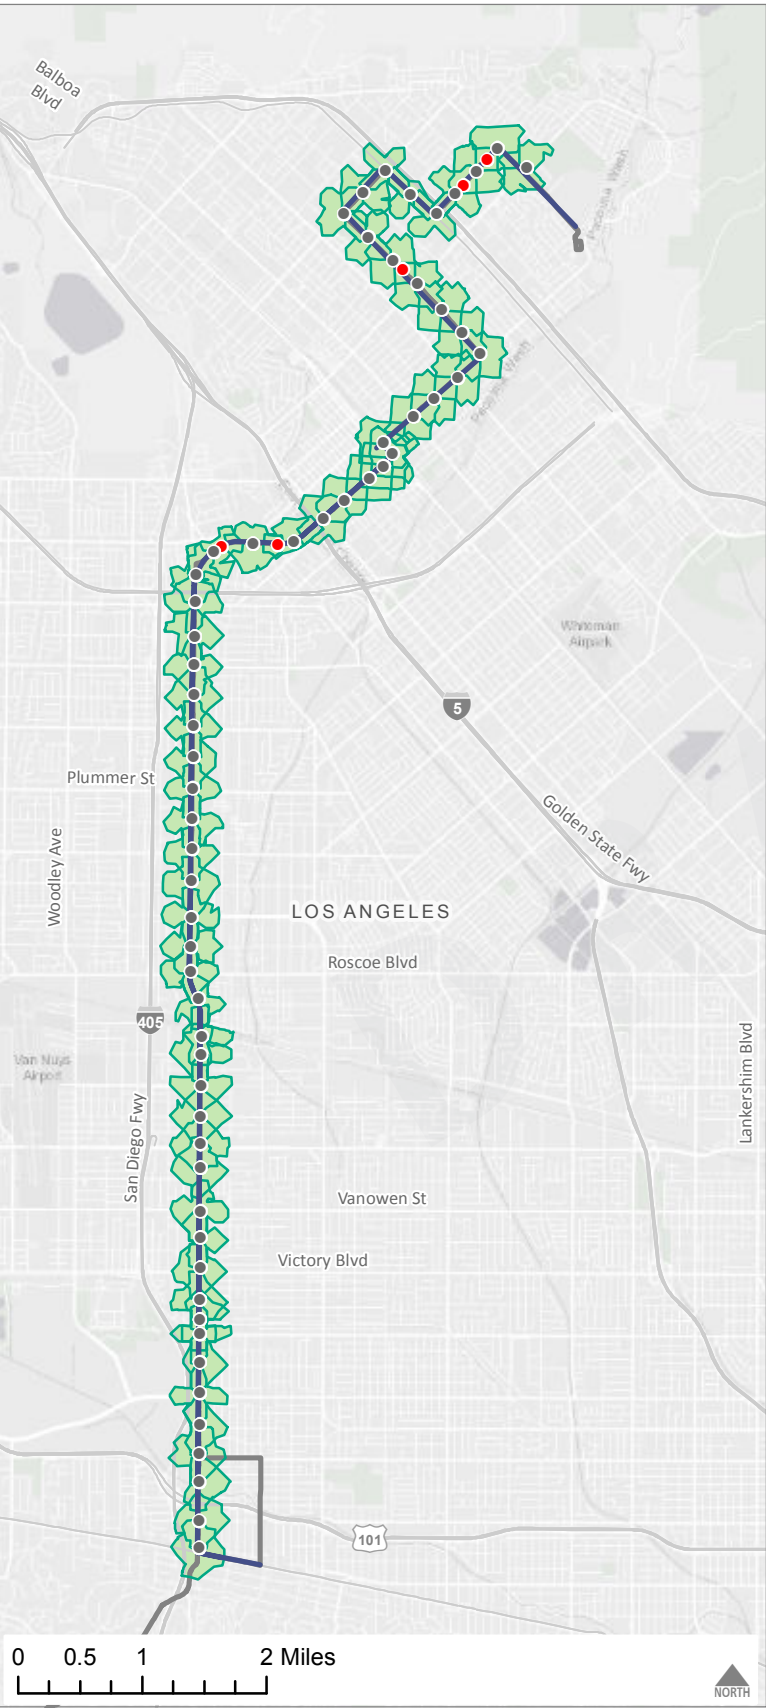 Balboa
Blvd
Pacoima Wash
Pacoima Wash
Whiteman
Airpark
5
Plummer St
Golden State Fwy
Woodley Ave
LOS ANGELES
Roscoe Blvd
405
Van Nuys
Airport
Lankershim Blvd
San Diego Fwy
Vanowen St
Victory Blvd
101
0 0.5 1 2 Miles
NORTH